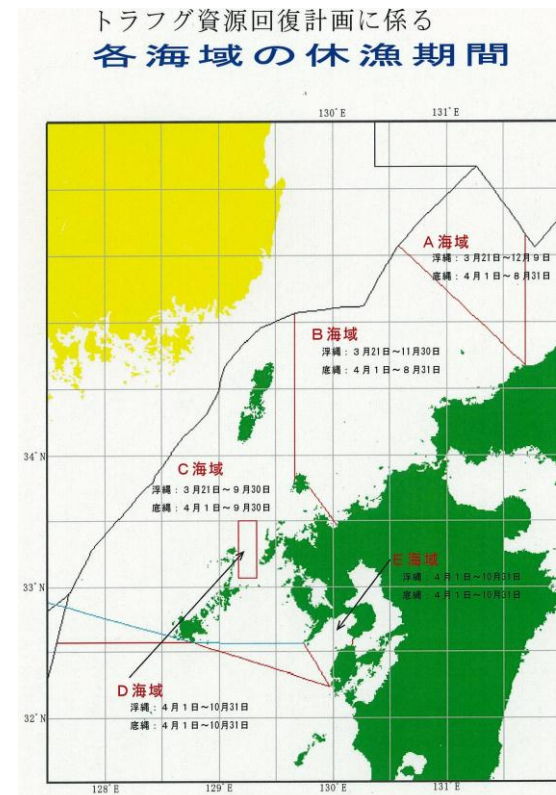 トラフグ資源回復計画に係る
各海域の休漁期間
130°E
131°E
A海域
浮縄：3月21日～12月9日
底縄：4月1日～8月31日
B海域
浮縄：3月21日～11月30日
底縄：4月1日～8月31日
34°N
C海域
浮縄：3月21日～9月30日
底縄：4月1日～9月30日
E海域
浮縄：4月1日～10月31日
底縄：4月1日～10月31日
33°N
D海域
浮縄：4月1日～10月31日
底縄：4月1日～10月31日
32°N
128°E
129°E
130°E
131°E